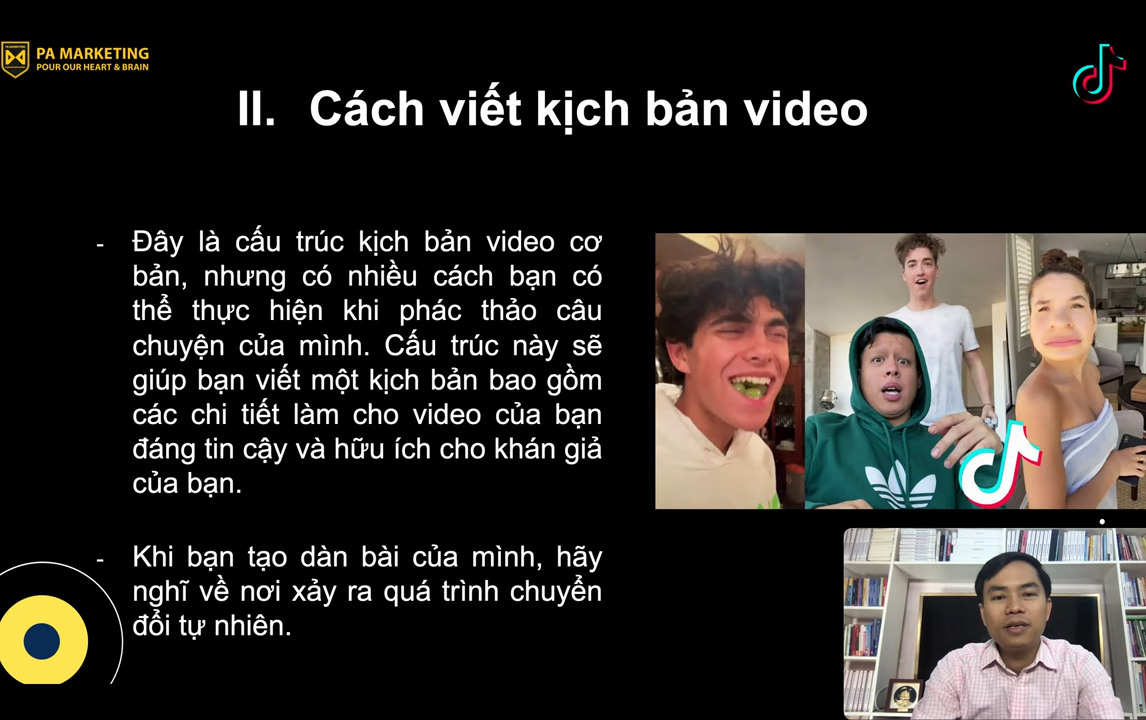 PA MARKETING
POUR OUR HEART & BRAIN
II. Cách viết kịch bản video
- Đây là cấu trúc kịch bản video cơ
bản, nhưng có nhiều cách bạn có
thể thực hiện khi phác thảo câu
chuyện của mình. Cấu trúc này sẽ
giúp bạn viết một kịch bản bao gồm
các chi tiết làm cho video của bạn
đáng tin cậy và hữu ích cho khán giả
của bạn.
- Khi bạn tạo dàn bài của mình, hãy
nghĩ về nơi xảy ra quá trình chuyển
đổi tự nhiên.